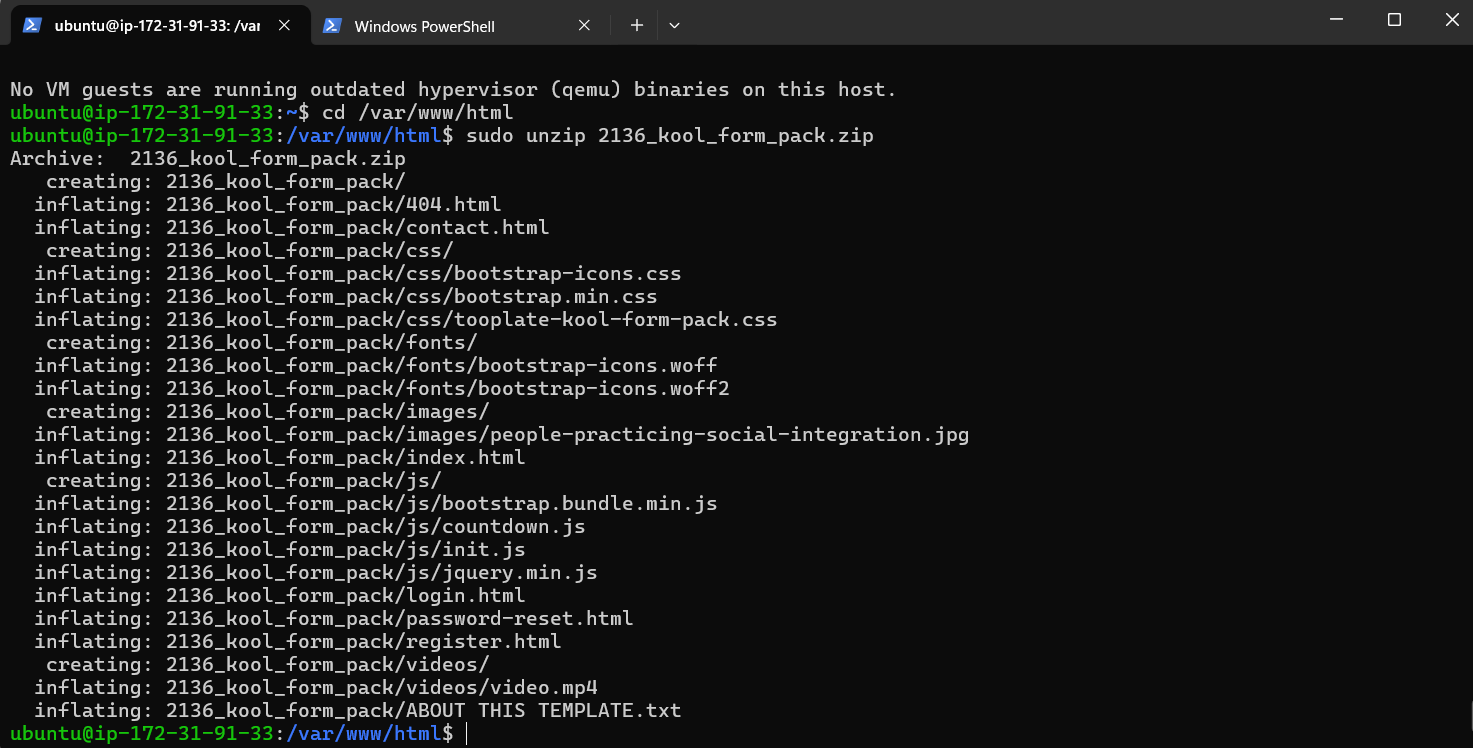 ubuntu@ip-172-31-91-33: /var
Windows PowerShell
No VM guests are running outdated hypervisor (qemu) binaries on this host.
ubuntu@ip-172-31-91-33:~$ cd /var/www/html
ubuntu@ip-172-31-91-33:/var/www/html$ sudo unzip 2136_kool_form_pack.zip
Archive:  2136_kool_form_pack.zip
   creating: 2136_kool_form_pack/
  inflating: 2136_kool_form_pack/404.html
  inflating: 2136_kool_form_pack/contact.html
   creating: 2136_kool_form_pack/css/
  inflating: 2136_kool_form_pack/css/bootstrap-icons.css
  inflating: 2136_kool_form_pack/css/bootstrap.min.css
  inflating: 2136_kool_form_pack/css/tooplate-kool-form-pack.css
   creating: 2136_kool_form_pack/fonts/
  inflating: 2136_kool_form_pack/fonts/bootstrap-icons.woff
  inflating: 2136_kool_form_pack/fonts/bootstrap-icons.woff2
   creating: 2136_kool_form_pack/images/
  inflating: 2136_kool_form_pack/images/people-practicing-social-integration.jpg
  inflating: 2136_kool_form_pack/index.html
   creating: 2136_kool_form_pack/js/
  inflating: 2136_kool_form_pack/js/bootstrap.bundle.min.js
  inflating: 2136_kool_form_pack/js/countdown.js
  inflating: 2136_kool_form_pack/js/init.js
  inflating: 2136_kool_form_pack/js/jquery.min.js
  inflating: 2136_kool_form_pack/login.html
  inflating: 2136_kool_form_pack/password-reset.html
  inflating: 2136_kool_form_pack/register.html
   creating: 2136_kool_form_pack/videos/
  inflating: 2136_kool_form_pack/videos/video.mp4
  inflating: 2136_kool_form_pack/ABOUT THIS TEMPLATE.txt
ubuntu@ip-172-31-91-33:/var/www/html$